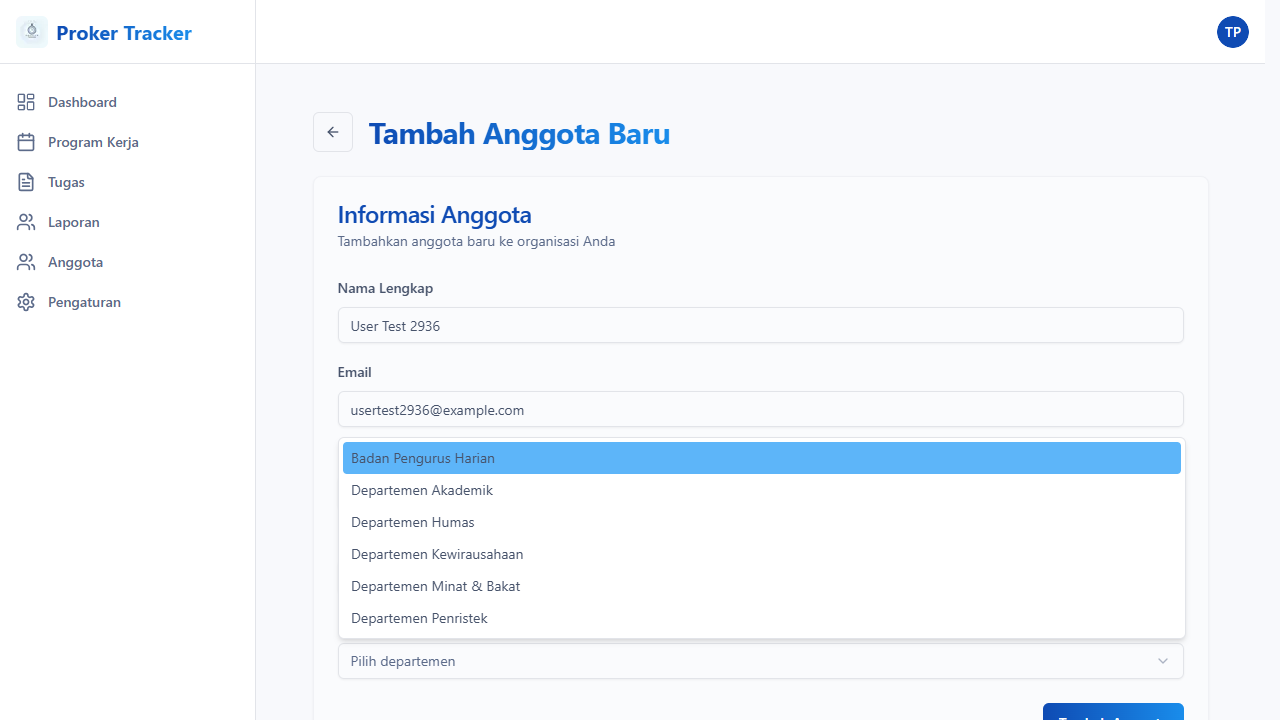 Proker Tracker
TP
Dashboard
Program Kerja
Tugas
Laporan
Anggota
Pengaturan
Tambah Anggota Baru
Informasi Anggota
Tambahkan anggota baru ke organisasi Anda
Nama Lengkap
User Test 2936
Email
usertest2936@example.com
Badan Pengurus Harian
Departemen Akademik
Departemen Humas
Departemen Kewirausahaan
Departemen Minat & Bakat
Departemen Penristek
Pilih departemen
Tambah Anggota